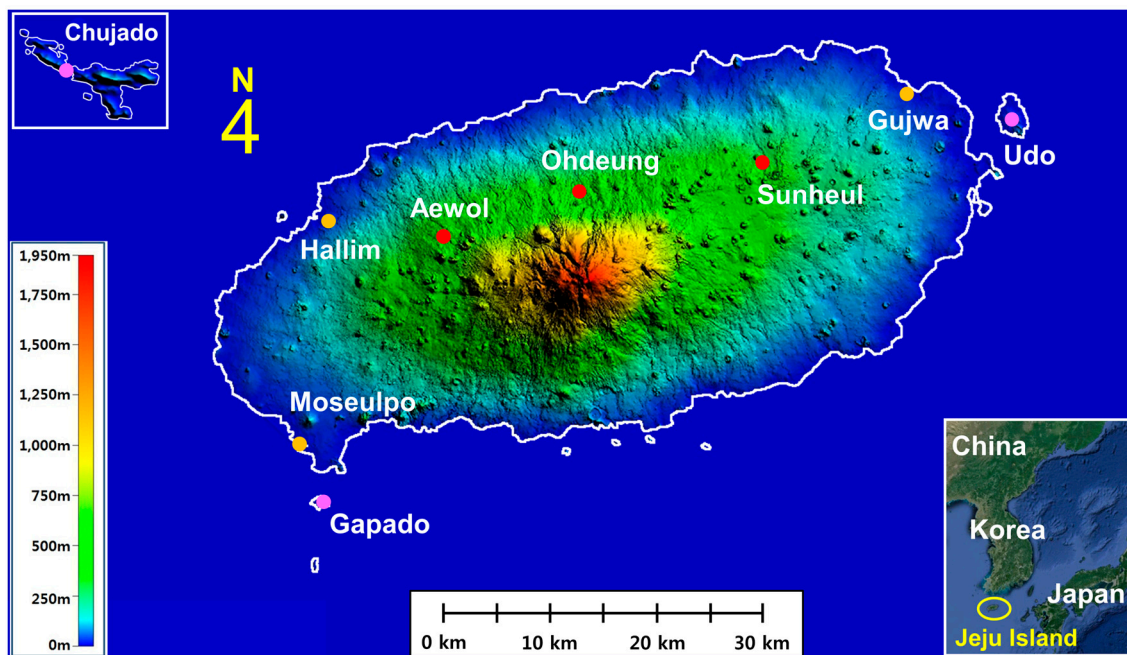 Chujado
N
4
Gujwa
Udo
Ohdeung
Sunheul
Aewol
Hallim
1,950m
1,750m
1,500m
1,250m
1,000m
750m
500m
250m
0m
Moseulpo
Gapado
0 km 10 km 20 km 30 km
China
Korea
Japan
Jeju Island